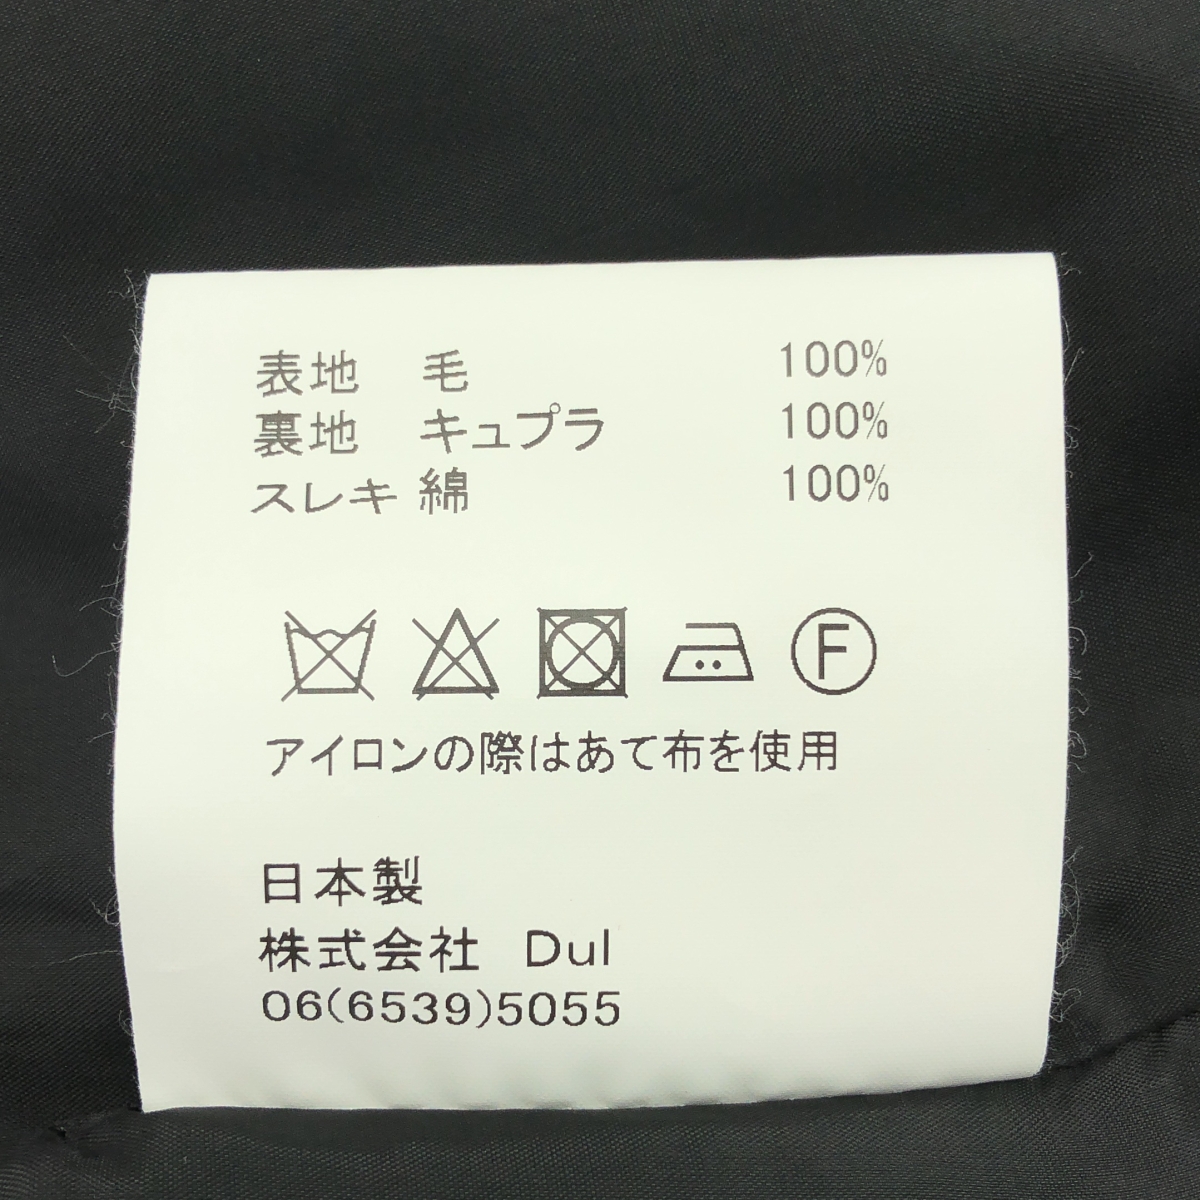 表地 毛 100%
裏地 キュプラ 100%
スレキ 綿 100%
F
アイロンの際はあて布を使用
日本製
株式会社 Dul
06(6539)5055